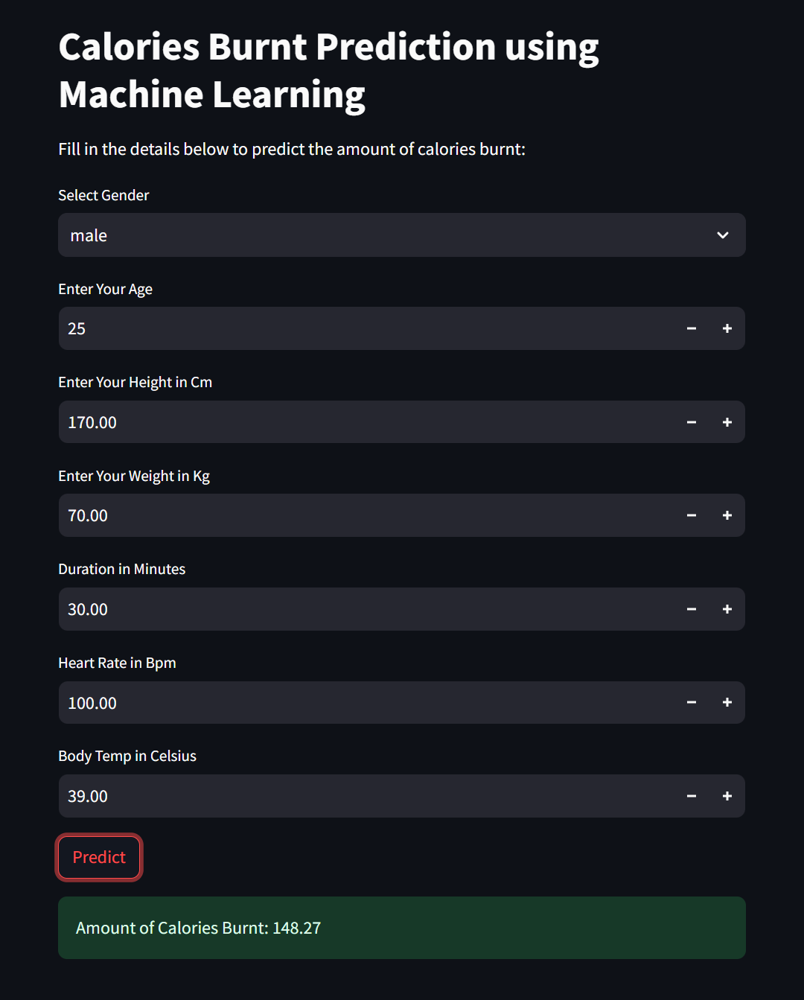 Calories Burnt Prediction using
Machine Learning
Fill in the details below to predict the amount of calories burnt:
Select Gender
male
Enter Your Age
25
Enter Your Height in Cm
170.00
Enter Your Weight in Kg
70.00
Duration in Minutes
30.00
Heart Rate in Bpm
100.00
Body Temp in Celsius
39.00
Predict
Amount of Calories Burnt: 148.27